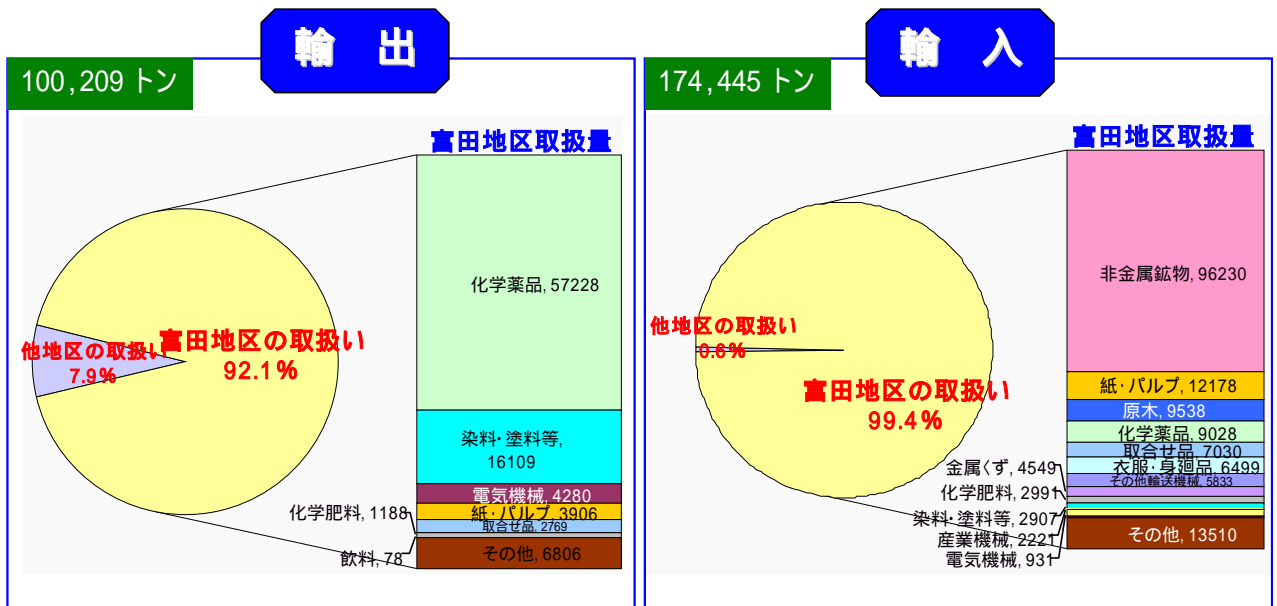 輸 出
100,209 トン
富田地区取扱量
化学薬品, 57228
富田地区の取扱い
92.1%
他地区の取扱い
7.9%
染料・塗料等,
16109
電気機械, 4280
紙・パルプ, 3906
取合せ品, 2769
化学肥料, 1188
飲料, 78
その他, 6806
輸 入
174,445 トン
富田地区取扱量
非金属鉱物, 96230
他地区の取扱い
0.6%
富田地区の取扱い
99.4%
紙・パルプ, 12178
原木, 9538
化学薬品, 9028
取合せ品, 7030
衣服・身廻品, 6499
その他輸送機械, 5833
金属くず, 4549
化学肥料, 2991
染料・塗料等, 2907
産業機械, 2221
電気機械, 931
その他, 13510